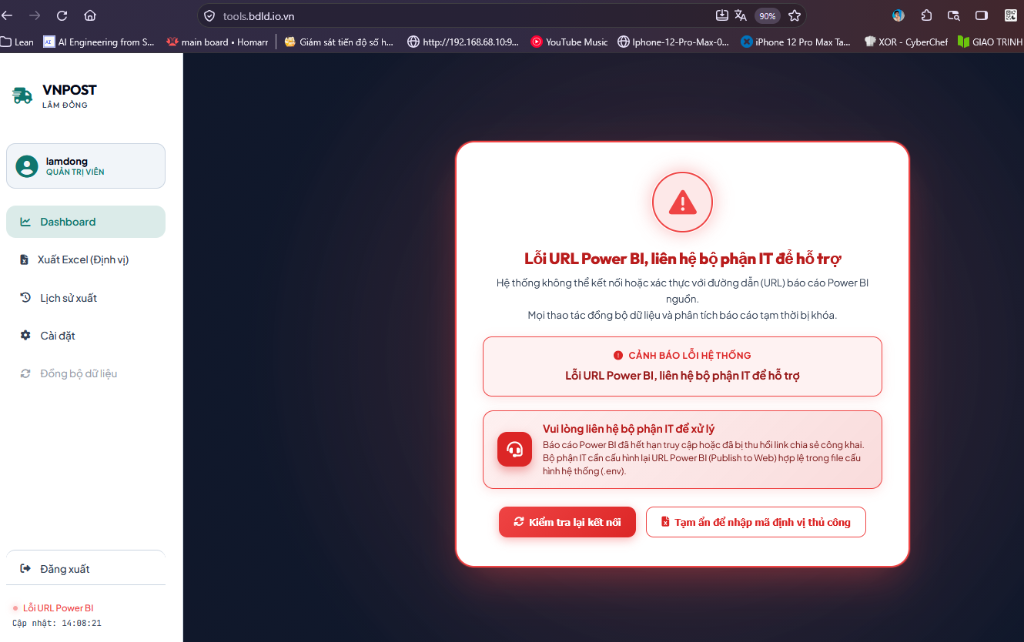 tools.bdld.io.vn
90%
Lean
AI Engineering from S...
main board • Homarr
Giám sát tiến độ số h...
http://192.168.68.10:9...
YouTube Music
Iphone-12-Pro-Max-0...
iPhone 12 Pro Max Ta...
XOR - CyberChef
GIAO TRINH
VNPOST
LÂM ĐỒNG
lamdong
QUẢN TRỊ VIÊN
Dashboard
Xuất Excel (Định vị)
Lịch sử xuất
Cài đặt
Đồng bộ dữ liệu
Lỗi URL Power BI, liên hệ bộ phận IT để hỗ trợ
Hệ thống không thể kết nối hoặc xác thực với đường dẫn (URL) báo cáo Power BI
nguồn.
Mọi thao tác đồng bộ dữ liệu và phân tích báo cáo tạm thời bị khóa.
CẢNH BÁO LỖI HỆ THỐNG
Lỗi URL Power BI, liên hệ bộ phận IT để hỗ trợ
Vui lòng liên hệ bộ phận IT để xử lý
Báo cáo Power BI đã hết hạn truy cập hoặc đã bị thu hồi link chia sẻ công khai.
Bộ phận IT cần cấu hình lại URL Power BI (Publish to Web) hợp lệ trong file cấu
hình hệ thống (.env).
Kiểm tra lại kết nối
Tạm ẩn để nhập mã định vị thủ công
Đăng xuất
Lỗi URL Power BI
Cập nhật: 14:08:21